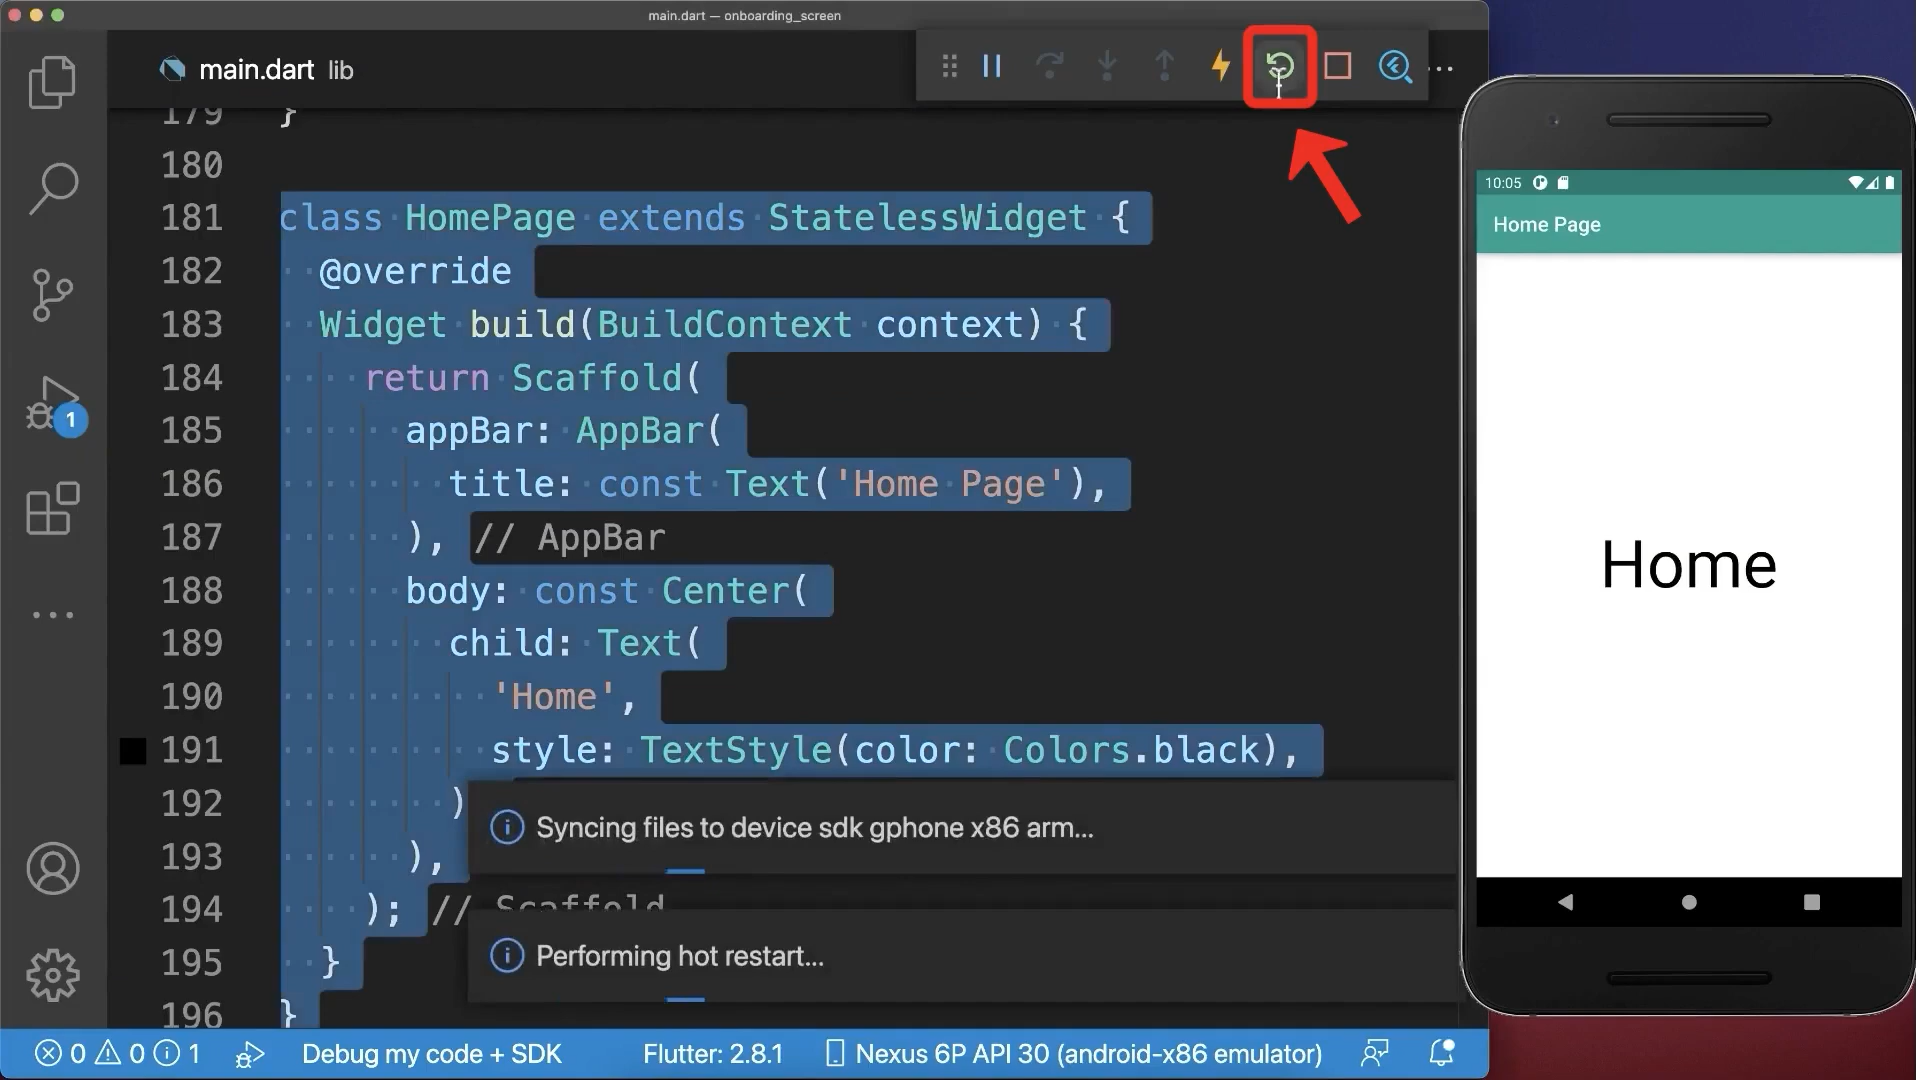 main.dart — onboarding_screen
main.dart lib
179 }
180
181 class HomePage extends StatelessWidget {
182 @override
183 Widget build(BuildContext context) {
184 return Scaffold(
185 appBar: AppBar(
186 title: const Text('Home Page'),
187 ), // AppBar
188 body: const Center(
189 child: Text(
190 'Home',
191 style: TextStyle(color: Colors.black),
192 )
193 ),
194 ); // Scaffold
195 }
196 }
Syncing files to device sdk gphone x86 arm...
Performing hot restart...
1
0 0 1 Debug my code + SDK Flutter: 2.8.1 Nexus 6P API 30 (android-x86 emulator)
10:05
Home Page
Home